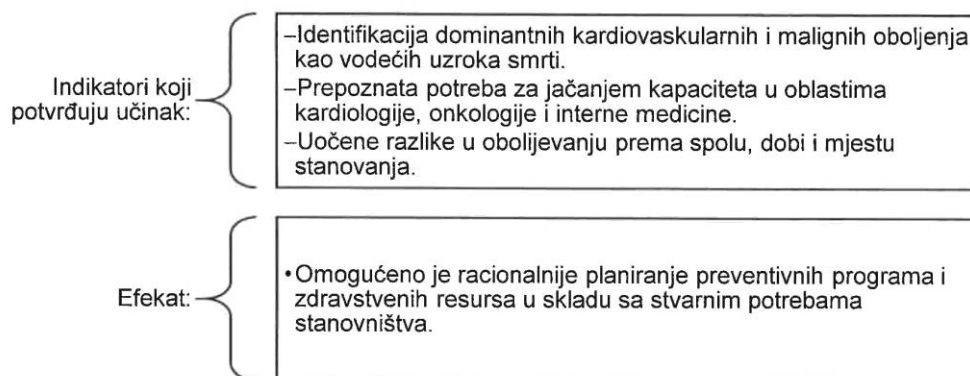 Indikatori koji
potvrđuju učinak:
–Identifikacija dominantnih kardiovaskularnih i malignih oboljenja
kao vodećih uzroka smrti.
–Prepoznata potreba za jačanjem kapaciteta u oblastima
kardiologije, onkologije i interne medicine.
–Uočene razlike u obolijevanju prema spolu, dobi i mjestu
stanovanja.
Efekat:
•Omogućeno je racionalnije planiranje preventivnih programa i
zdravstvenih resursa u skladu sa stvarnim potrebama
stanovništva.